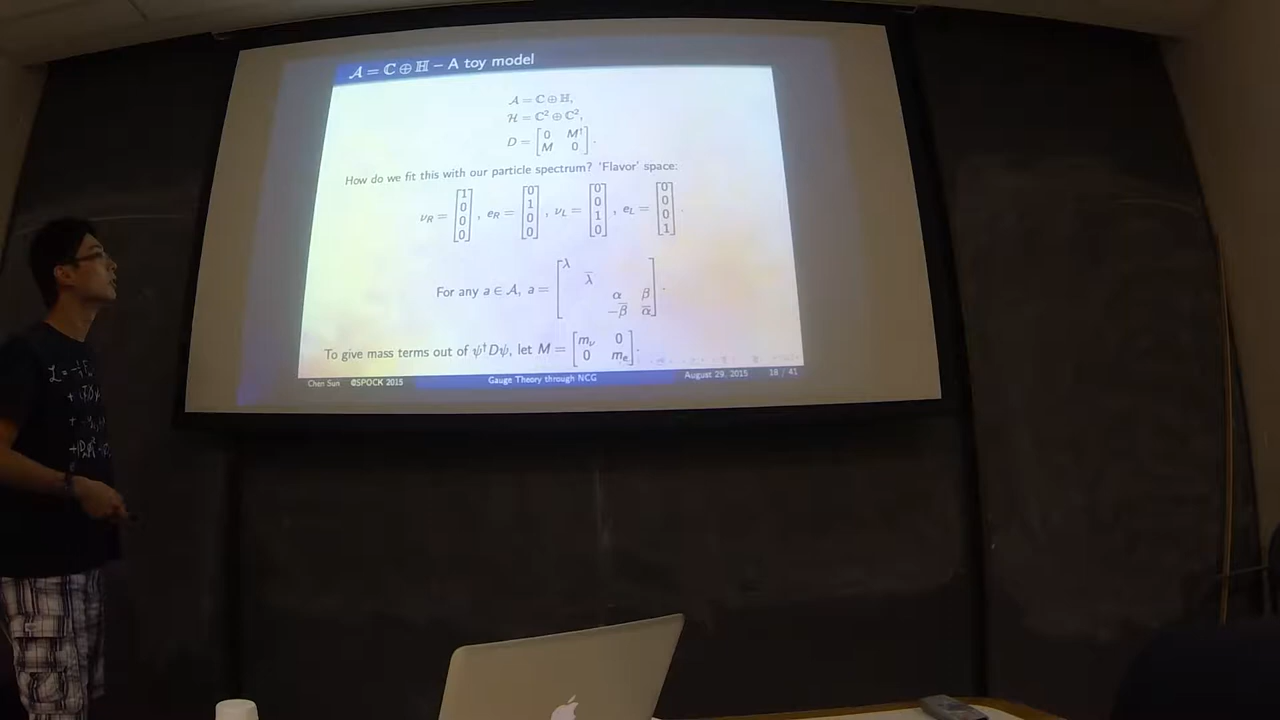 𝒜 = ℂ ⊕ ℍ – A toy model
𝒜 = ℂ ⊕ ℍ,
ℋ = ℂ² ⊕ ℂ²,
D = [0 M†; M 0].
How do we fit this with our particle spectrum? 'Flavor' space:
ν_R = [1; 0; 0; 0], e_R = [0; 1; 0; 0], ν_L = [0; 0; 1; 0], e_L = [0; 0; 0; 1].
For any a ∈ 𝒜, a = [λ; λ̄; α β; −β̄ ᾱ].
To give mass terms out of ψ†Dψ, let M = [m_ν 0; 0 m_e].
Chen Sun @SPOCK 2015 Gauge Theory through NCG August 29, 2015 18 / 41